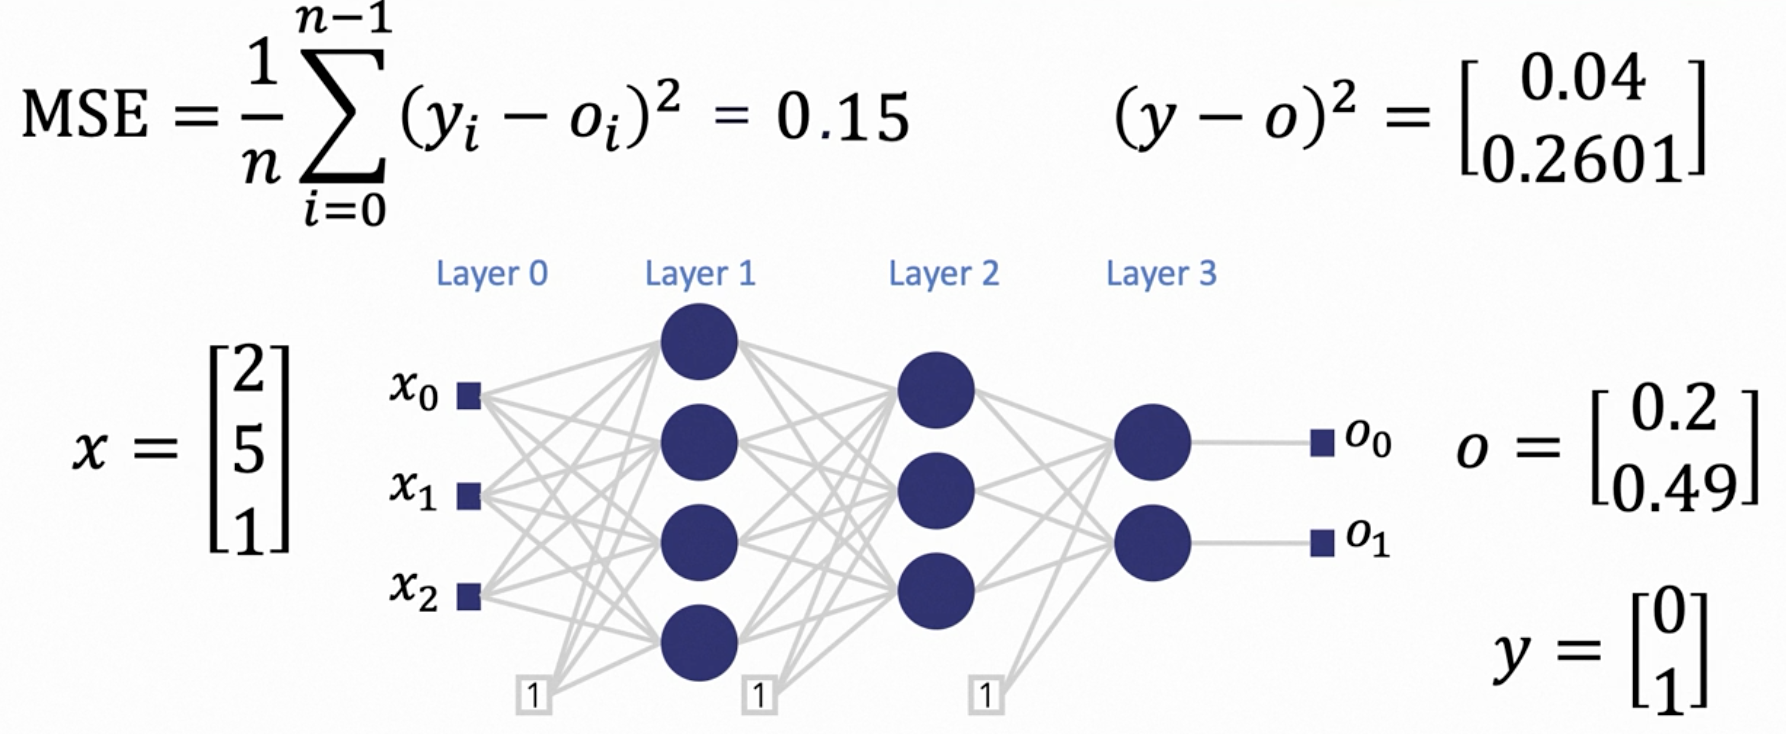 MSE = \frac{1}{n} \sum_{i=0}^{n-1} (y_i − o_i)^2 = 0.15
(y − o)^2 = [0.04 0.2601]
Layer 0 Layer 1 Layer 2 Layer 3
x = [2 5 1]
x_0
x_1
x_2
1 1 1
o_0
o_1
o = [0.2 0.49]
y = [0 1]